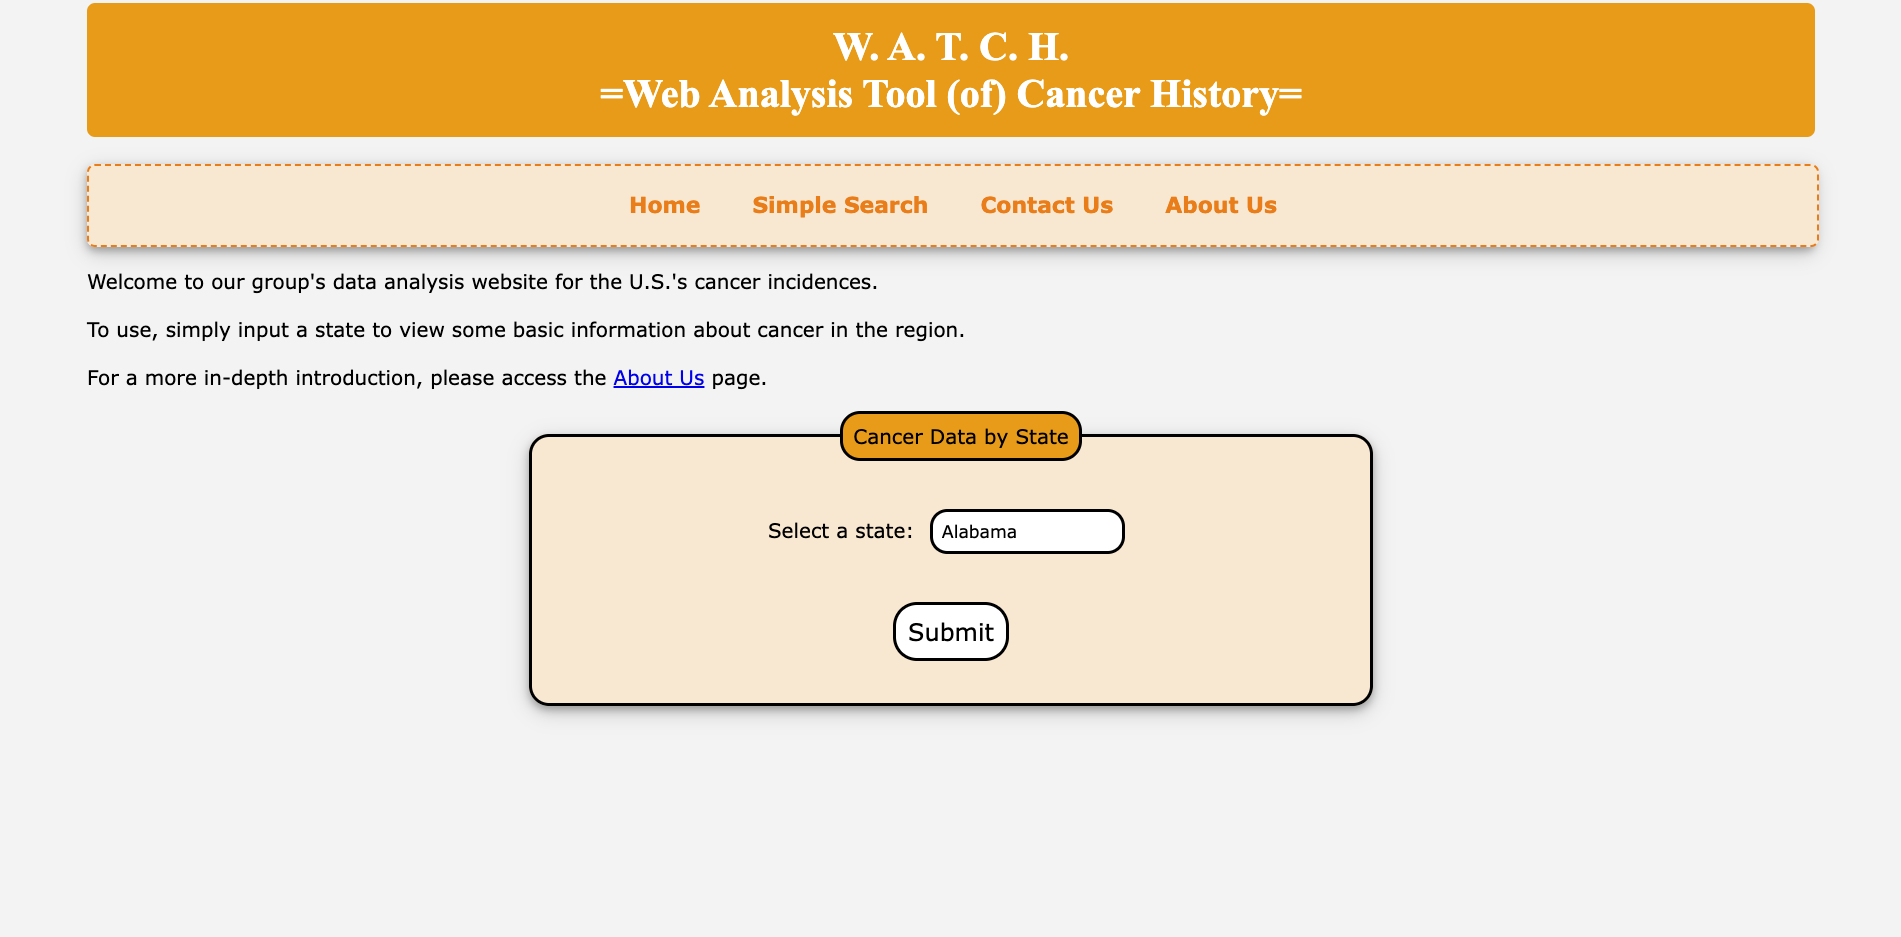 W. A. T. C. H.
=Web Analysis Tool (of) Cancer History=
Home Simple Search Contact Us About Us
Welcome to our group's data analysis website for the U.S.'s cancer incidences.
To use, simply input a state to view some basic information about cancer in the region.
For a more in-depth introduction, please access the About Us page.
Cancer Data by State
Select a state: Alabama
Submit